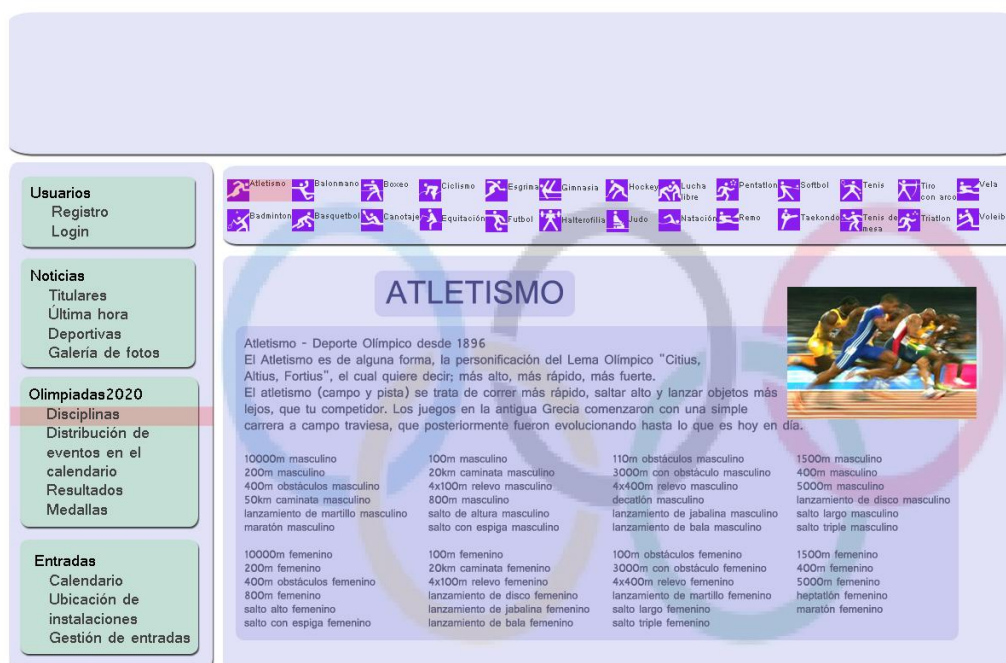 Usuarios
Registro
Login
Noticias
Titulares
Última hora
Deportivas
Galería de fotos
Olimpiadas2020
Disciplinas
Distribución de
eventos en el
calendario
Resultados
Medallas
Entradas
Calendario
Ubicación de
instalaciones
Gestión de entradas
Atletismo Balonmano Boxeo Ciclismo Esgrima Gimnasia Hockey Lucha libre Pentatlon Softbol Tenis Tiro con arco Vela
Badminton Basquetbol Canotaje Equitación Futbol Halterofilia Judo Natación Remo Taekondo Tenis de mesa Triatlon Voleib
ATLETISMO
Atletismo - Deporte Olímpico desde 1896
El Atletismo es de alguna forma, la personificación del Lema Olímpico "Citius,
Altius, Fortius", el cual quiere decir; más alto, más rápido, más fuerte.
El atletismo (campo y pista) se trata de correr más rápido, saltar alto y lanzar objetos más
lejos, que tu competidor. Los juegos en la antigua Grecia comenzaron con una simple
carrera a campo traviesa, que posteriormente fueron evolucionando hasta lo que es hoy en día.
10000m masculino 100m masculino 110m obstáculos masculino 1500m masculino
200m masculino 20km caminata masculino 3000m con obstáculo masculino 400m masculino
400m obstáculos masculino 4x100m relevo masculino 4x400m relevo masculino 5000m masculino
50km caminata masculino 800m masculino decatlón masculino lanzamiento de disco masculino
lanzamiento de martillo masculino salto de altura masculino lanzamiento de jabalina masculino salto largo masculino
maratón masculino salto con espiga masculino lanzamiento de bala masculino salto triple masculino
10000m femenino 100m femenino 100m obstáculos femenino 1500m femenino
200m femenino 20km caminata femenino 3000m con obstáculo femenino 400m femenino
400m obstáculos femenino 4x100m relevo femenino 4x400m relevo femenino 5000m femenino
800m femenino lanzamiento de disco femenino lanzamiento de martillo femenino heptatlón femenino
salto alto femenino lanzamiento de jabalina femenino salto largo femenino maratón femenino
salto con espiga femenino lanzamiento de bala femenino salto triple femenino